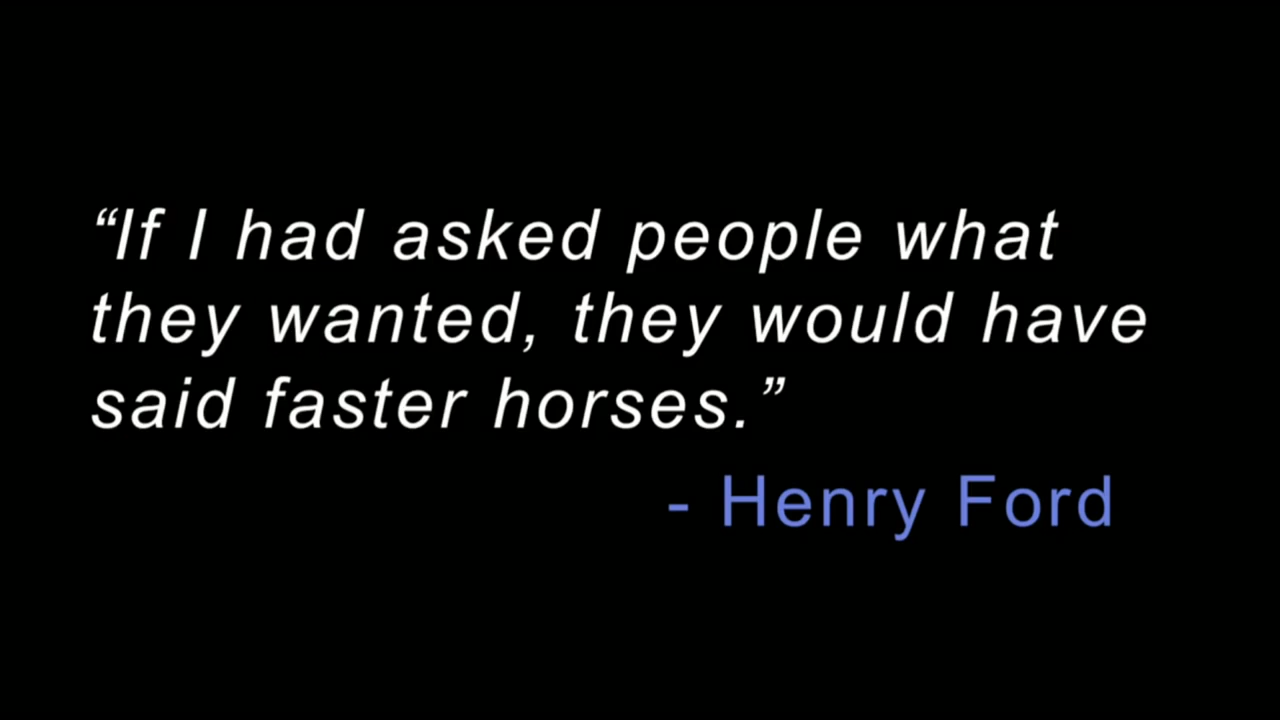 “If I had asked people what
they wanted, they would have
said faster horses.”
- Henry Ford